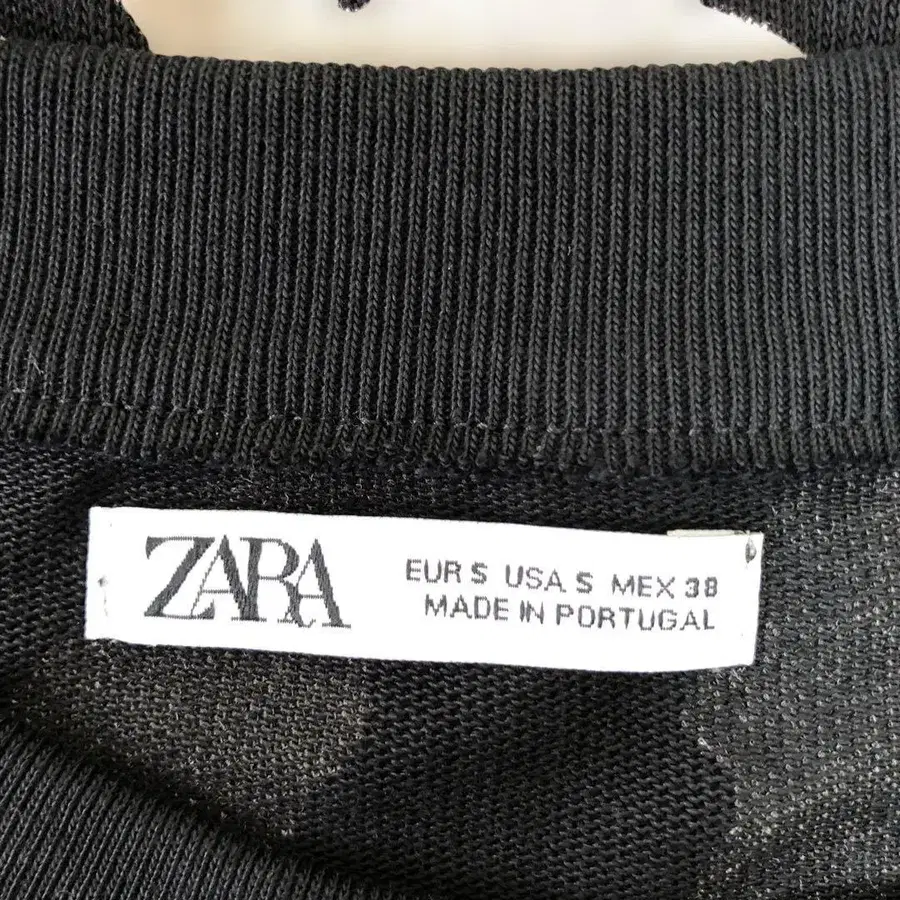 ZARA
EUR S USA S MEX 38
MADE IN PORTUGAL